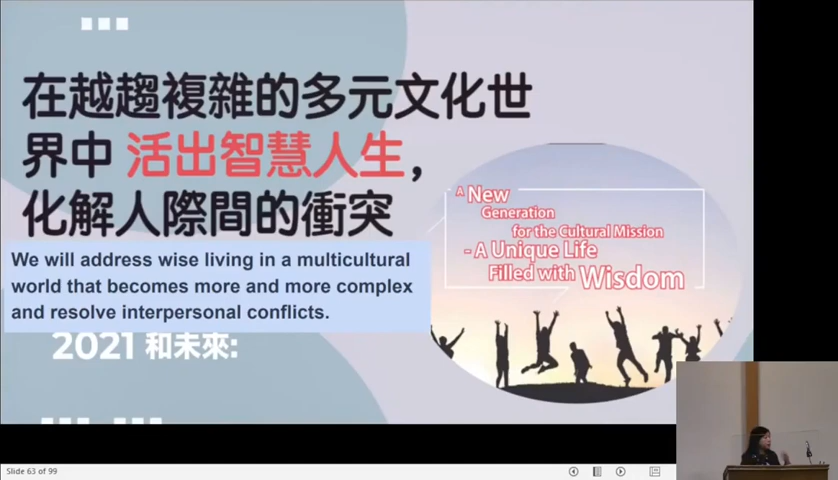 在越趨複雜的多元文化世
界中 活出智慧人生,
化解人際間的衝突
A New
Generation
for the Cultural Mission
- A Unique Life
Filled with Wisdom
We will address wise living in a multicultural
world that becomes more and more complex
and resolve interpersonal conflicts.
2021 和未來:
Slide 63 of 99